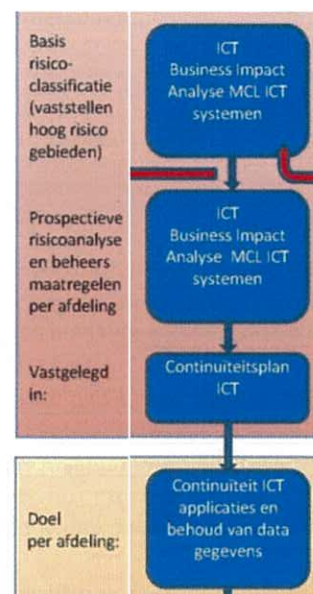 Basis
risico-
classificatie
(vaststellen
hoog risico
gebieden)
ICT
Business Impact
Analyse MCL ICT
systemen
Prospectieve
risicoanalyse
en beheers
maatregelen
per afdeling
ICT
Business Impact
Analyse MCL ICT
systemen
Vastgelegd
in:
Continuiteitsplan
ICT
Doel
per afdeling:
Continuiteit ICT
applicaties en
behoud van data
gegevens